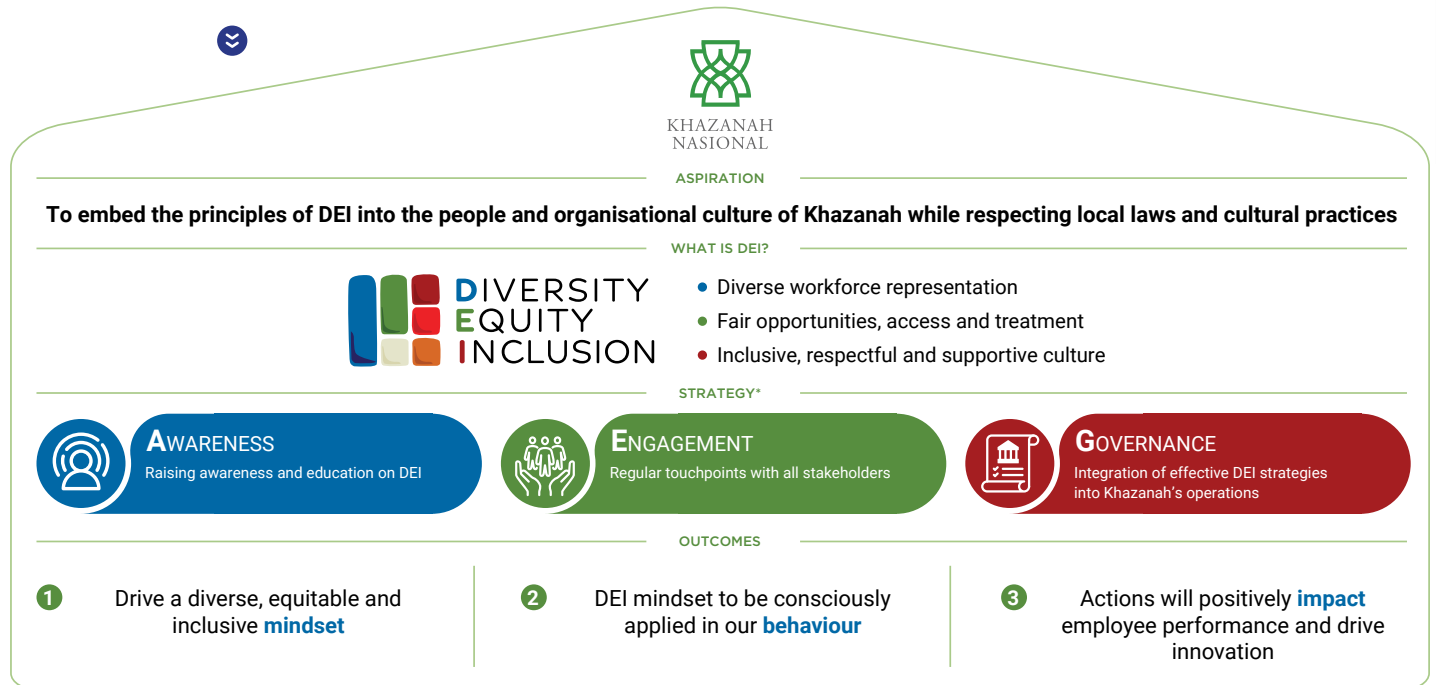 KHAZANAH
NASIONAL
ASPIRATION
To embed the principles of DEI into the people and organisational culture of Khazanah while respecting local laws and cultural practices
WHAT IS DEI?
DIVERSITY
EQUITY
INCLUSION
• Diverse workforce representation
• Fair opportunities, access and treatment
• Inclusive, respectful and supportive culture
STRATEGY*
AWARENESS
Raising awareness and education on DEI
ENGAGEMENT
Regular touchpoints with all stakeholders
GOVERNANCE
Integration of effective DEI strategies
into Khazanah's operations
OUTCOMES
1
Drive a diverse, equitable and
inclusive mindset
2
DEI mindset to be consciously
applied in our behaviour
3
Actions will positively impact
employee performance and drive
innovation